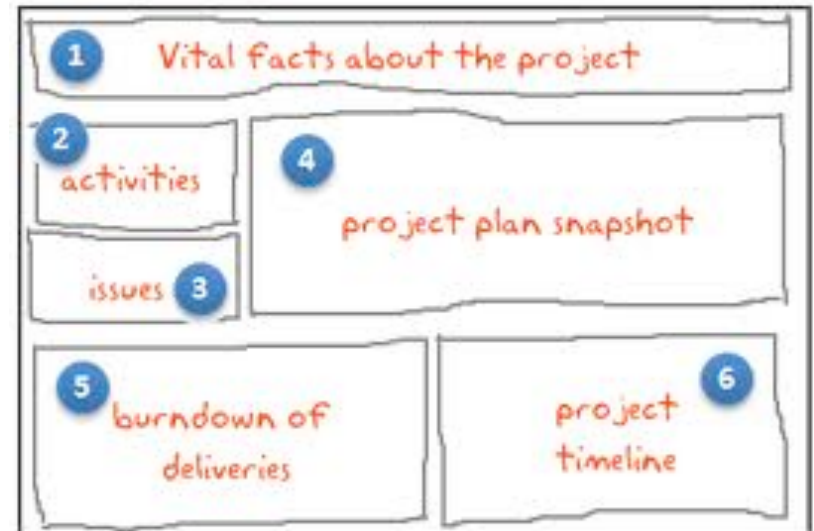 1 Vital facts about the project
2
activities
issues 3
4
project plan snapshot
5
burndown of
deliveries
6
project
timeline